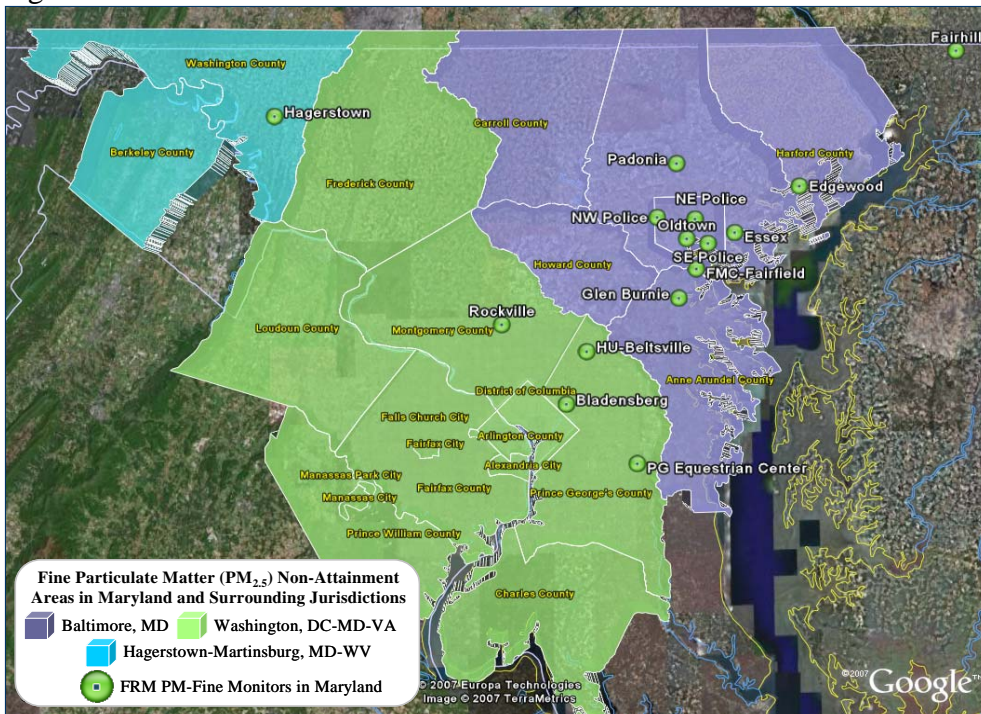 Fairhill
Washington County
Hagerstown
Carroll County
Berkeley County
Padonia
Harford County
Frederick County
Edgewood
NE Police
NW Police
Oldtown
Essex
SE Police
Howard County
FMC-Fairfield
Glen Burnie
Rockville
Loudoun County
Montgomery County
HU-Beltsville
Anne Arundel County
District of Columbia
Bladensberg
Falls Church City
Arlington County
Fairfax City
Alexandria City
PG Equestrian Center
Manassas Park City
Fairfax County
Prince George's County
Manassas City
Prince William County
Charles County
Fine Particulate Matter (PM2.5) Non-Attainment
Areas in Maryland and Surrounding Jurisdictions
Baltimore, MD Washington, DC-MD-VA
Hagerstown-Martinsburg, MD-WV
FRM PM-Fine Monitors in Maryland
© 2007 Europa Technologies
Image © 2007 TerraMetrics
©2007 Google™